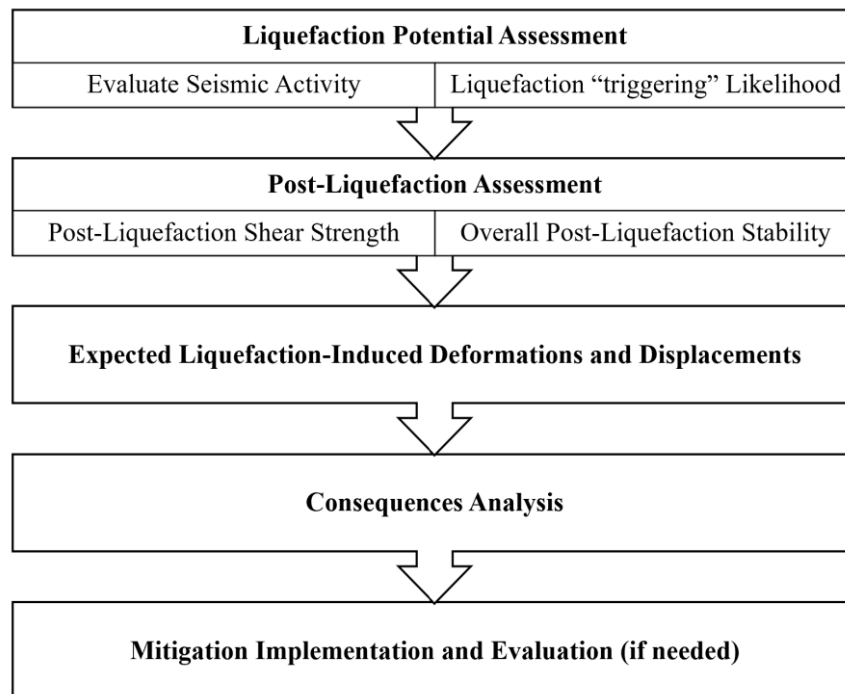 Liquefaction Potential Assessment
Evaluate Seismic Activity
Liquefaction “triggering” Likelihood
Post-Liquefaction Assessment
Post-Liquefaction Shear Strength
Overall Post-Liquefaction Stability
Expected Liquefaction-Induced Deformations and Displacements
Consequences Analysis
Mitigation Implementation and Evaluation (if needed)